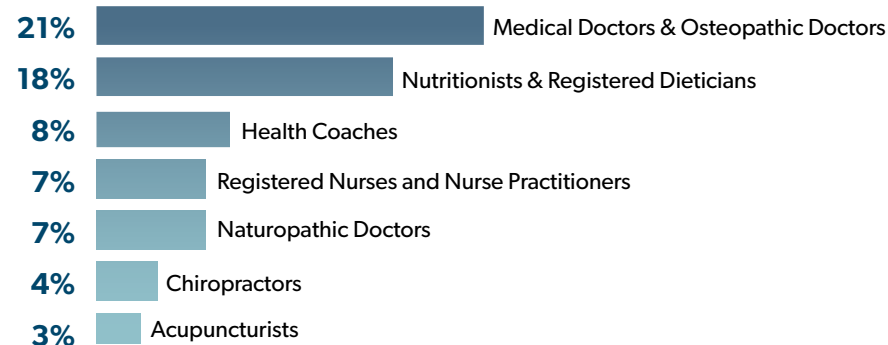 21% Medical Doctors & Osteopathic Doctors
18% Nutritionists & Registered Dieticians
8% Health Coaches
7% Registered Nurses and Nurse Practitioners
7% Naturopathic Doctors
4% Chiropractors
3% Acupuncturists